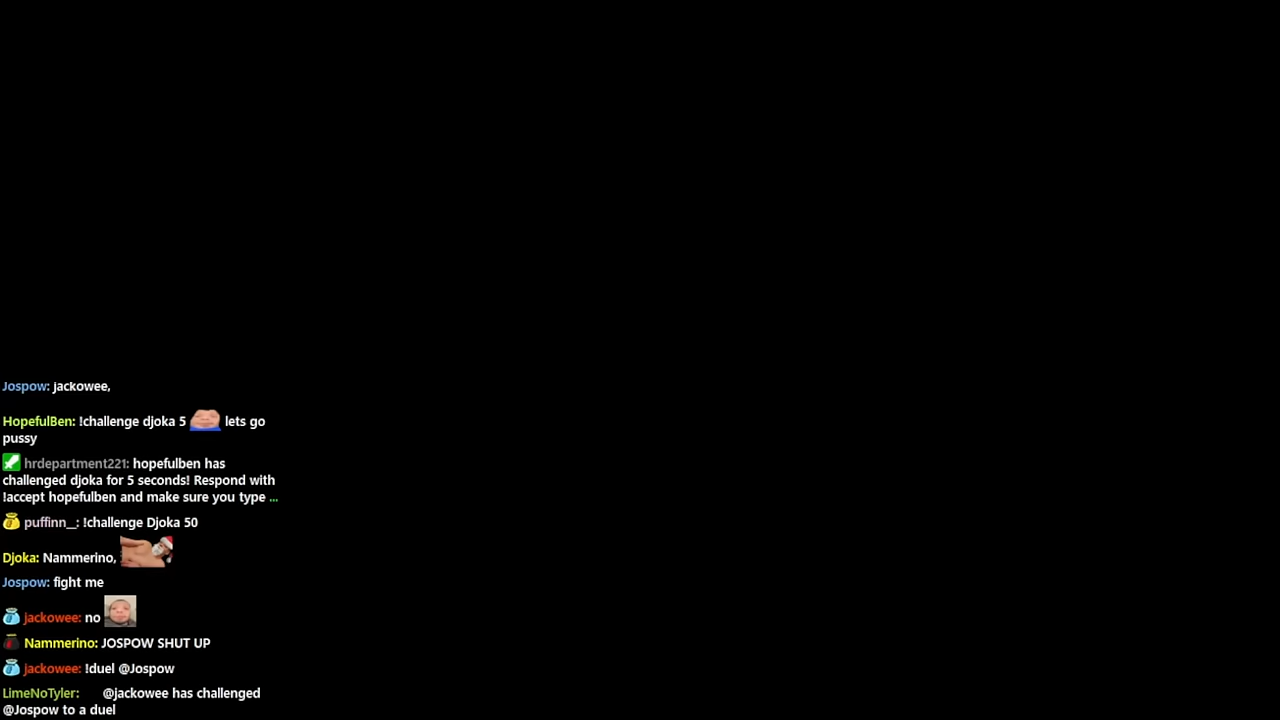 Jospow: jackowee,
HopefulBen: !challenge djoka 5 lets go
pussy
hrdepartment221: hopefulben has
challenged djoka for 5 seconds! Respond with
!accept hopefulben and make sure you type ...
puffinn__: !challenge Djoka 50
Djoka: Nammerino,
Jospow: fight me
jackowee: no
Nammerino: JOSPOW SHUT UP
jackowee: !duel @Jospow
LimeNoTyler: @jackowee has challenged
@Jospow to a duel